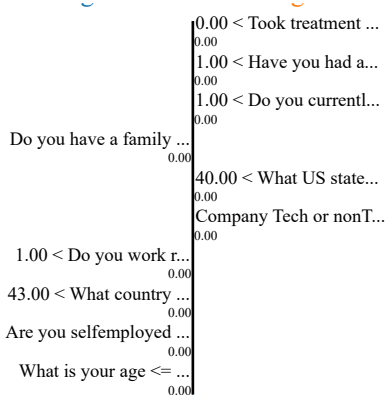 0.00 < Took treatment ...
0.00
1.00 < Have you had a...
0.00
1.00 < Do you currentl...
0.00
Do you have a family ...
0.00
40.00 < What US state...
0.00
Company Tech or nonT...
0.00
1.00 < Do you work r...
0.00
43.00 < What country ...
0.00
Are you selfemployed ...
0.00
What is your age <= ...
0.00